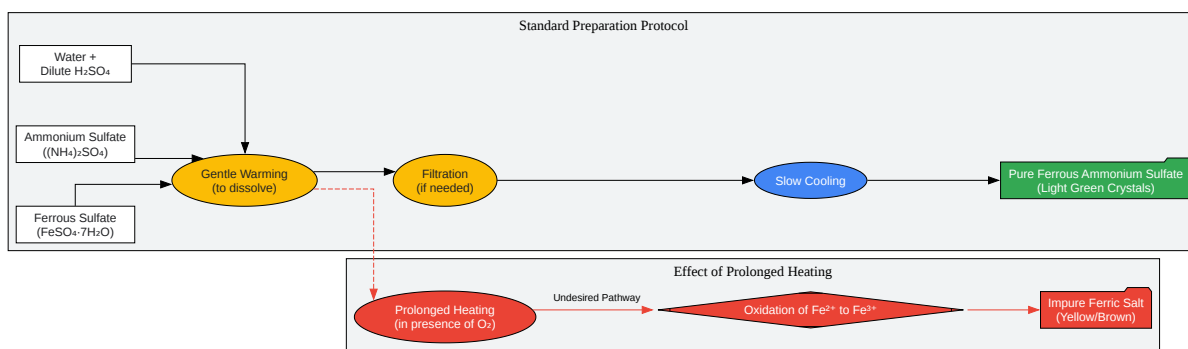 Standard Preparation Protocol
Water +
Dilute H₂SO₄
Ammonium Sulfate
((NH₄)₂SO₄)
Ferrous Sulfate
(FeSO₄·7H₂O)
Gentle Warming
(to dissolve)
Filtration
(if needed)
Slow Cooling
Pure Ferrous Ammonium Sulfate
(Light Green Crystals)
Effect of Prolonged Heating
Prolonged Heating
(in presence of O₂)
Undesired Pathway
Oxidation of Fe²⁺ to Fe³⁺
Impure Ferric Salt
(Yellow/Brown)